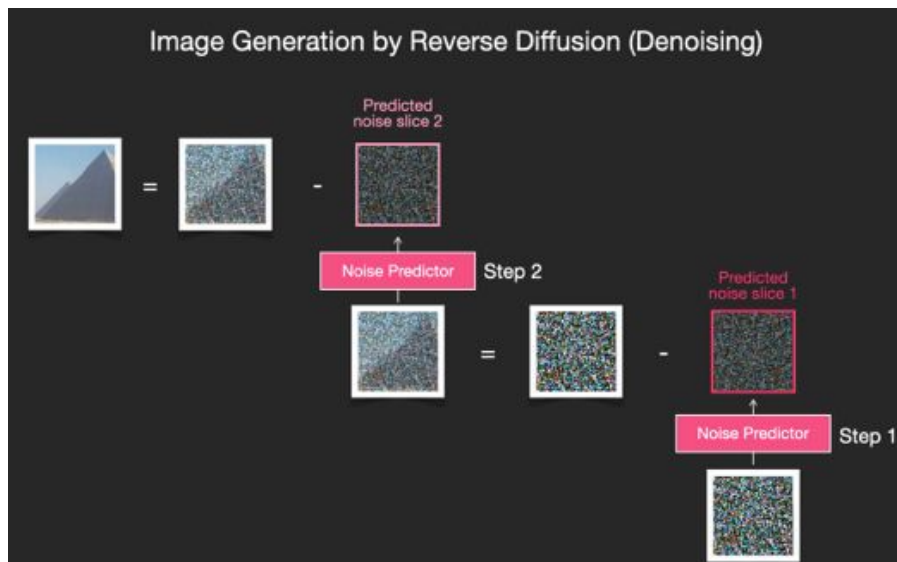 Image Generation by Reverse Diffusion (Denoising)
Predicted
noise slice 2
=
-
Noise Predictor
Step 2
Predicted
noise slice 1
=
-
Noise Predictor
Step 1